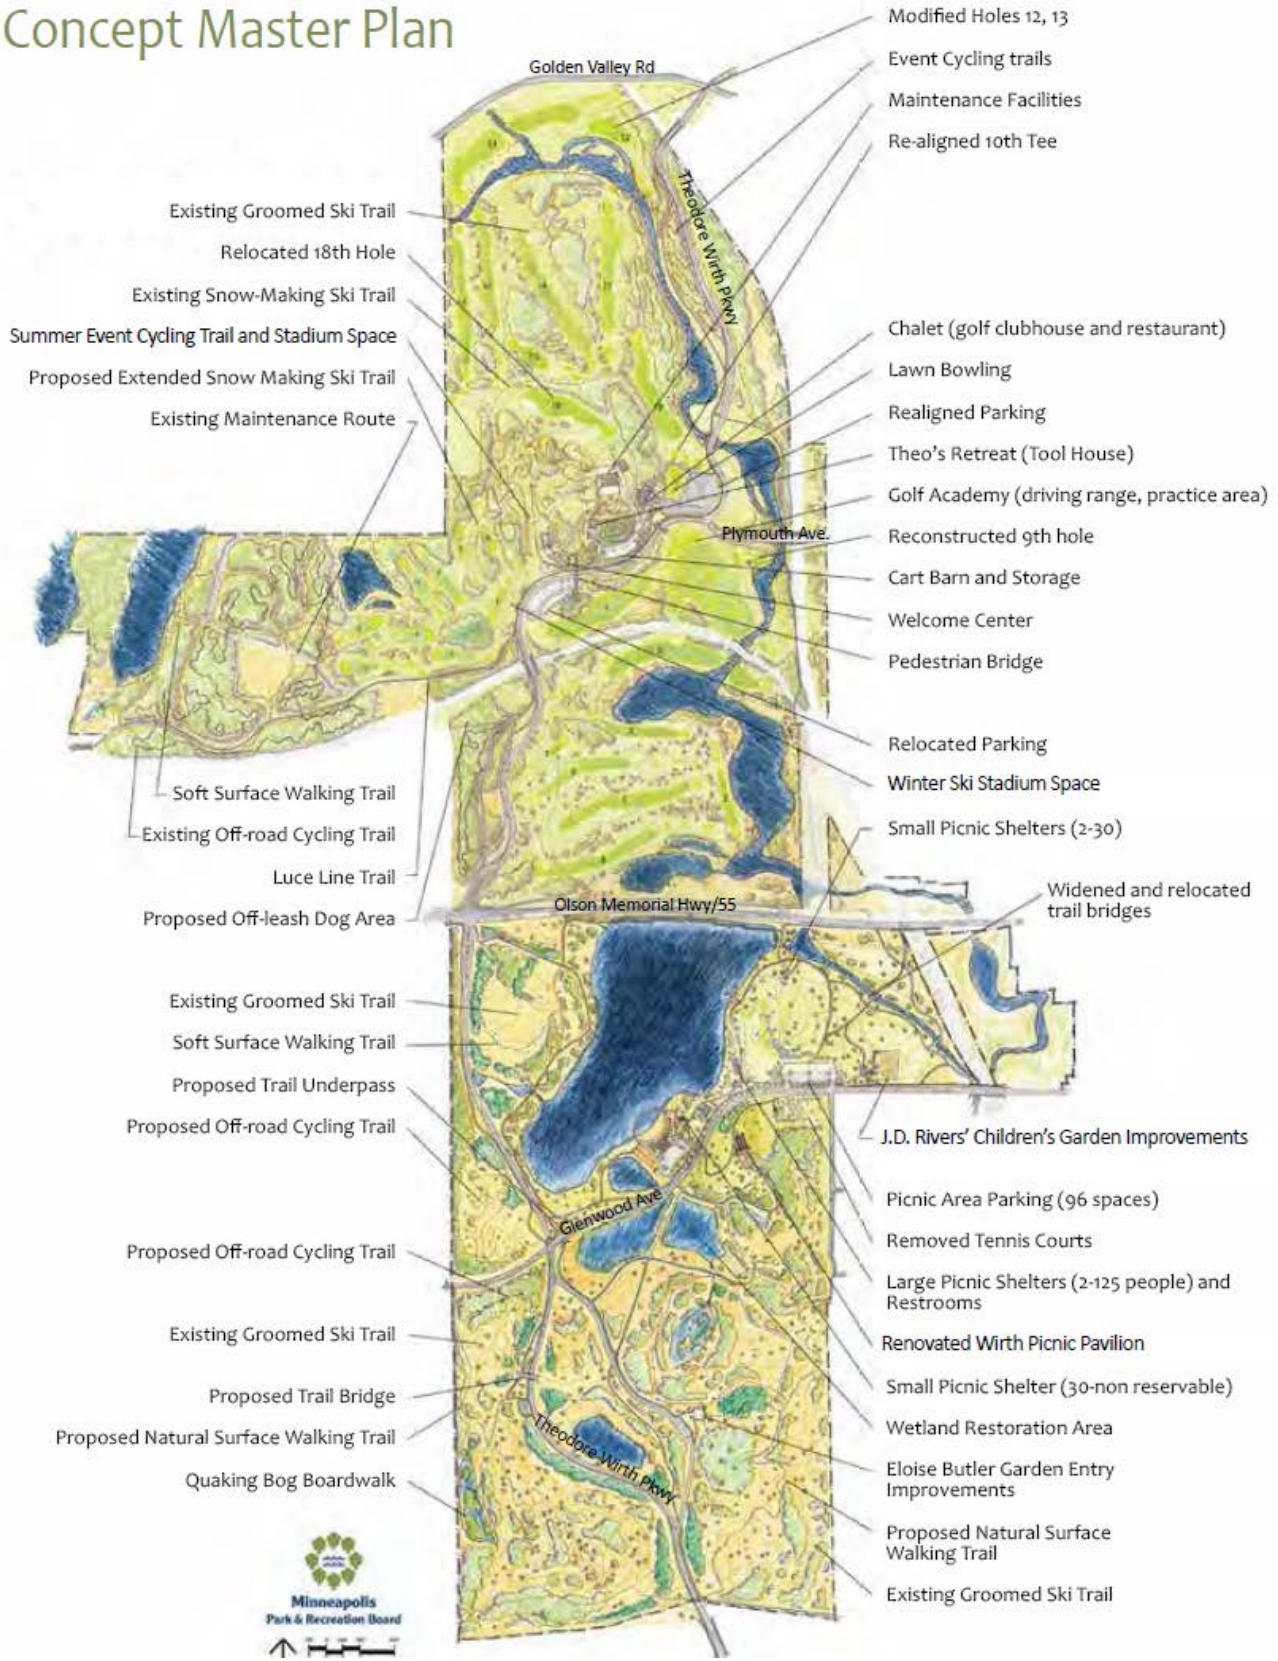 Concept Master Plan
Modified Holes 12, 13
Event Cycling trails
Maintenance Facilities
Re-aligned 10th Tee
Golden Valley Rd
Theodore Wirth Pkwy
Existing Groomed Ski Trail
Relocated 18th Hole
Existing Snow-Making Ski Trail
Summer Event Cycling Trail and Stadium Space
Proposed Extended Snow Making Ski Trail
Existing Maintenance Route
Chalet (golf clubhouse and restaurant)
Lawn Bowling
Realigned Parking
Theo's Retreat (Tool House)
Golf Academy (driving range, practice area)
Plymouth Ave.
Reconstructed 9th hole
Cart Barn and Storage
Welcome Center
Pedestrian Bridge
Relocated Parking
Winter Ski Stadium Space
Small Picnic Shelters (2-30)
Widened and relocated
trail bridges
Soft Surface Walking Trail
Existing Off-road Cycling Trail
Luce Line Trail
Proposed Off-leash Dog Area
Olson Memorial Hwy/55
Existing Groomed Ski Trail
Soft Surface Walking Trail
Proposed Trail Underpass
Proposed Off-road Cycling Trail
J.D. Rivers' Children's Garden Improvements
Picnic Area Parking (96 spaces)
Removed Tennis Courts
Large Picnic Shelters (2-125 people) and
Restrooms
Renovated Wirth Picnic Pavilion
Small Picnic Shelter (30-non reservable)
Wetland Restoration Area
Eloise Butler Garden Entry
Improvements
Proposed Natural Surface
Walking Trail
Existing Groomed Ski Trail
Glenwood Ave
Proposed Off-road Cycling Trail
Existing Groomed Ski Trail
Proposed Trail Bridge
Proposed Natural Surface Walking Trail
Quaking Bog Boardwalk
Theodore Wirth Pkwy
Minneapolis
Park & Recreation Board